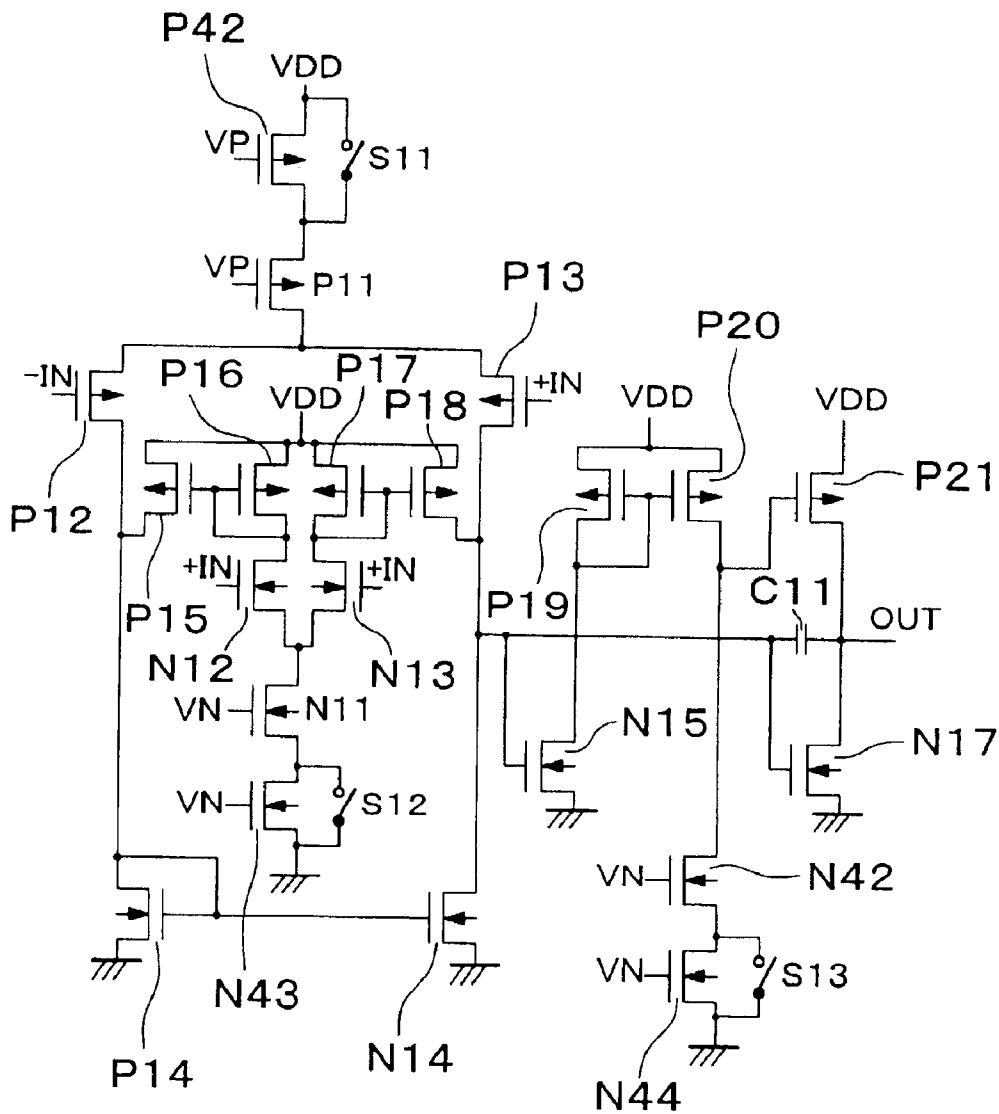 P42
VDD
VP
S11
VP
P11
P13
P20
-IN
P16
P17
+IN
VDD
P18
VDD
VDD
P12
P21
P15
+IN
+IN
P19
C11
OUT
N12
N13
VN
N11
N15
N17
VN
S12
VN
N42
N43
VN
S13
P14
N14
N44